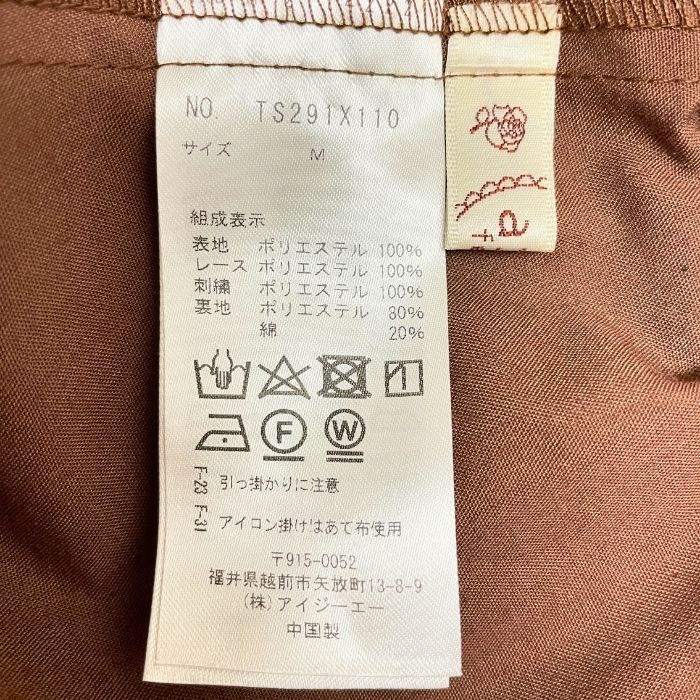 NO. TS291X110
サイズ M
組成表示
表地 ポリエステル 100%
レース ポリエステル 100%
刺繍 ポリエステル 100%
裏地 ポリエステル 80%
綿 20%
F W
F-23 引っ掛かりに注意
F-31 アイロン掛けはあて布使用
〒915-0052
福井県越前市矢放町13-8-9
(株)アイジーエー
中国製
a
f